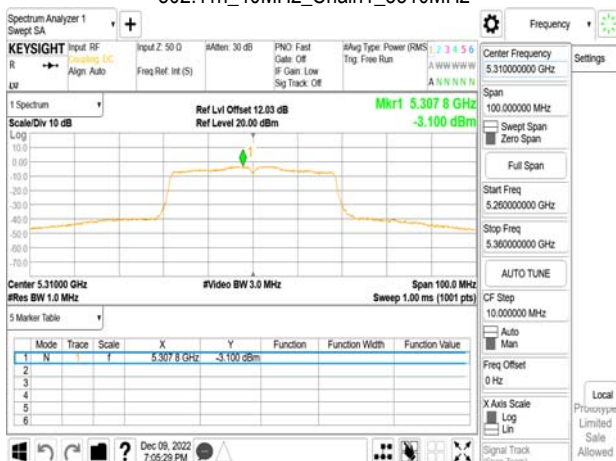 Spectrum Analyzer 1
Swept SA
Frequency
KEYSIGHT
R
LU
Input: RF
Coupling: DC
Align: Auto
Input Z: 50 Ω
Freq Ref: Int (S)
#Atten: 30 dB
PNO: Fast
Gate: Off
IF Gain: Low
Sig Track: Off
#Avg Type: Power (RMS
Trig: Free Run
1 2 3 4 5 6
A W W W W W
A N N N N N
Center Frequency
5.310000000 GHz
Settings
1 Spectrum
Scale/Div 10 dB
Ref Lvl Offset 12.03 dB
Ref Level 20.00 dBm
Mkr1 5.307 8 GHz
-3.100 dBm
Span
100.000000 MHz
Swept Span
Zero Span
Log
10.0
0.00
-10.0
-20.0
-30.0
-40.0
-50.0
-60.0
-70.0
1
Full Span
Start Freq
5.260000000 GHz
Stop Freq
5.360000000 GHz
AUTO TUNE
Center 5.31000 GHz
#Res BW 1.0 MHz
#Video BW 3.0 MHz
Span 100.0 MHz
Sweep 1.00 ms (1001 pts)
CF Step
10.000000 MHz
Auto
Man
5 Marker Table
Mode Trace Scale X Y Function Function Width Function Value
1 N 1 f 5.307 8 GHz -3.100 dBm
2
3
4
5
6
Freq Offset
0 Hz
X Axis Scale
Log
Lin
Local
Prototype
Limited
Sale
Allowed
Signal Track
?
Dec 09, 2022
7:05:29 PM